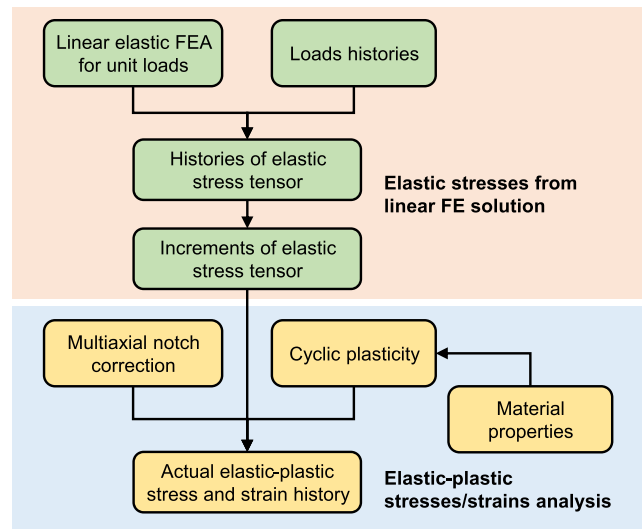 Linear elastic FEA
for unit loads
Loads histories
Histories of elastic
stress tensor
Elastic stresses from
linear FE solution
Increments of elastic
stress tensor
Multiaxial notch
correction
Cyclic plasticity
Material
properties
Actual elastic-plastic
stress and strain history
Elastic-plastic
stresses/strains analysis